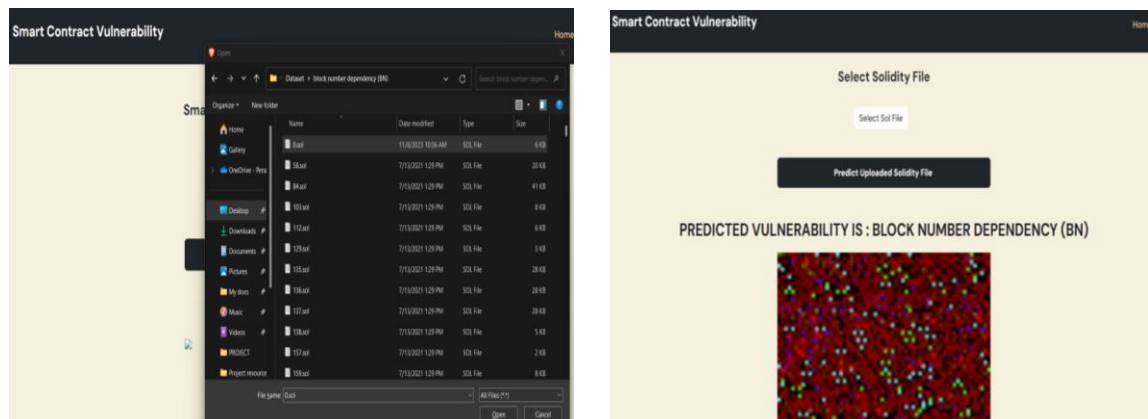 Smart Contract Vulnerability
Home
Open
Dataset › block number dependency (BN)
Search block number depen...
Organize
New folder
Sma
Name Date modified Type Size
Home
Gallery
OneDrive - Pers
Desktop
Downloads
Documents
Pictures
My docs
Music
Videos
PROJECT
Project resource
0.sol 11/8/2023 10:36 AM SOL File 6 KB
58.sol 7/13/2021 1:29 PM SOL File 20 KB
84.sol 7/13/2021 1:29 PM SOL File 41 KB
103.sol 7/13/2021 1:29 PM SOL File 8 KB
112.sol 7/13/2021 1:29 PM SOL File 6 KB
129.sol 7/13/2021 1:29 PM SOL File 5 KB
135.sol 7/13/2021 1:29 PM SOL File 28 KB
136.sol 7/13/2021 1:29 PM SOL File 28 KB
137.sol 7/13/2021 1:29 PM SOL File 28 KB
138.sol 7/13/2021 1:29 PM SOL File 5 KB
157.sol 7/13/2021 1:29 PM SOL File 2 KB
159.sol 7/13/2021 1:29 PM SOL File 8 KB
File name: 0.sol
All Files (*.*)
Open Cancel
Smart Contract Vulnerability
Hom
Select Solidity File
Select Sol File
Predict Uploaded Solidity File
PREDICTED VULNERABILITY IS : BLOCK NUMBER DEPENDENCY (BN)